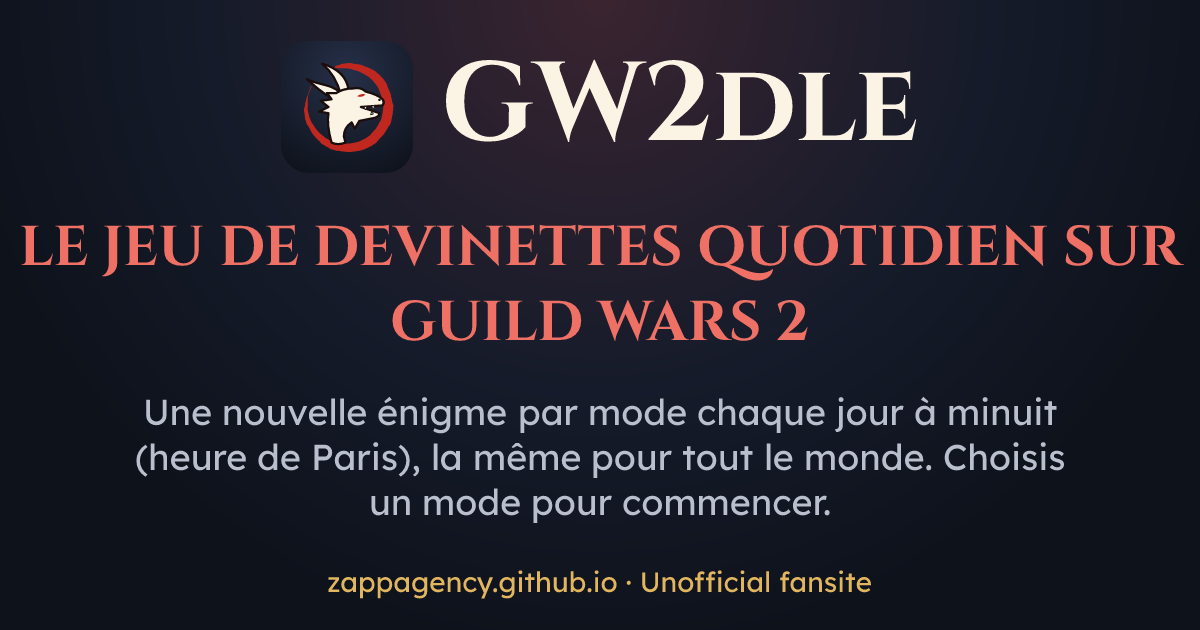 GW2DLE
LE JEU DE DEVINETTES QUOTIDIEN SUR
GUILD WARS 2
Une nouvelle énigme par mode chaque jour à minuit
(heure de Paris), la même pour tout le monde. Choisis
un mode pour commencer.
zappagency.github.io · Unofficial fansite